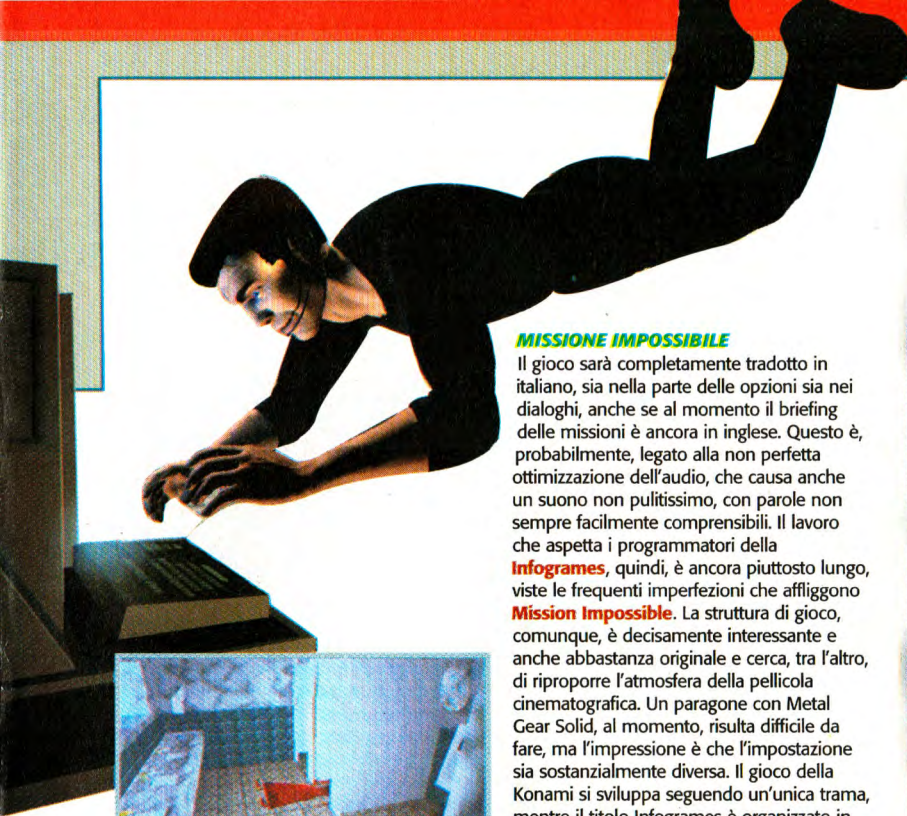 MISSIONE IMPOSSIBILE
Il gioco sarà completamente tradotto in
italiano, sia nella parte delle opzioni sia nei
dialoghi, anche se al momento il briefing
delle missioni è ancora in inglese. Questo è,
probabilmente, legato alla non perfetta
ottimizzazione dell'audio, che causa anche
un suono non pulitissimo, con parole non
sempre facilmente comprensibili. Il lavoro
che aspetta i programmatori della
Infogrames, quindi, è ancora piuttosto lungo,
viste le frequenti imperfezioni che affliggono
Mission Impossible. La struttura di gioco,
comunque, è decisamente interessante e
anche abbastanza originale e cerca, tra l'altro,
di riproporre l'atmosfera della pellicola
cinematografica. Un paragone con Metal
Gear Solid, al momento, risulta difficile da
fare, ma l'impressione è che l'impostazione
sia sostanzialmente diversa. Il gioco della
Konami si sviluppa seguendo un'unica trama,
mentre il titolo Infogrames è organizzato in